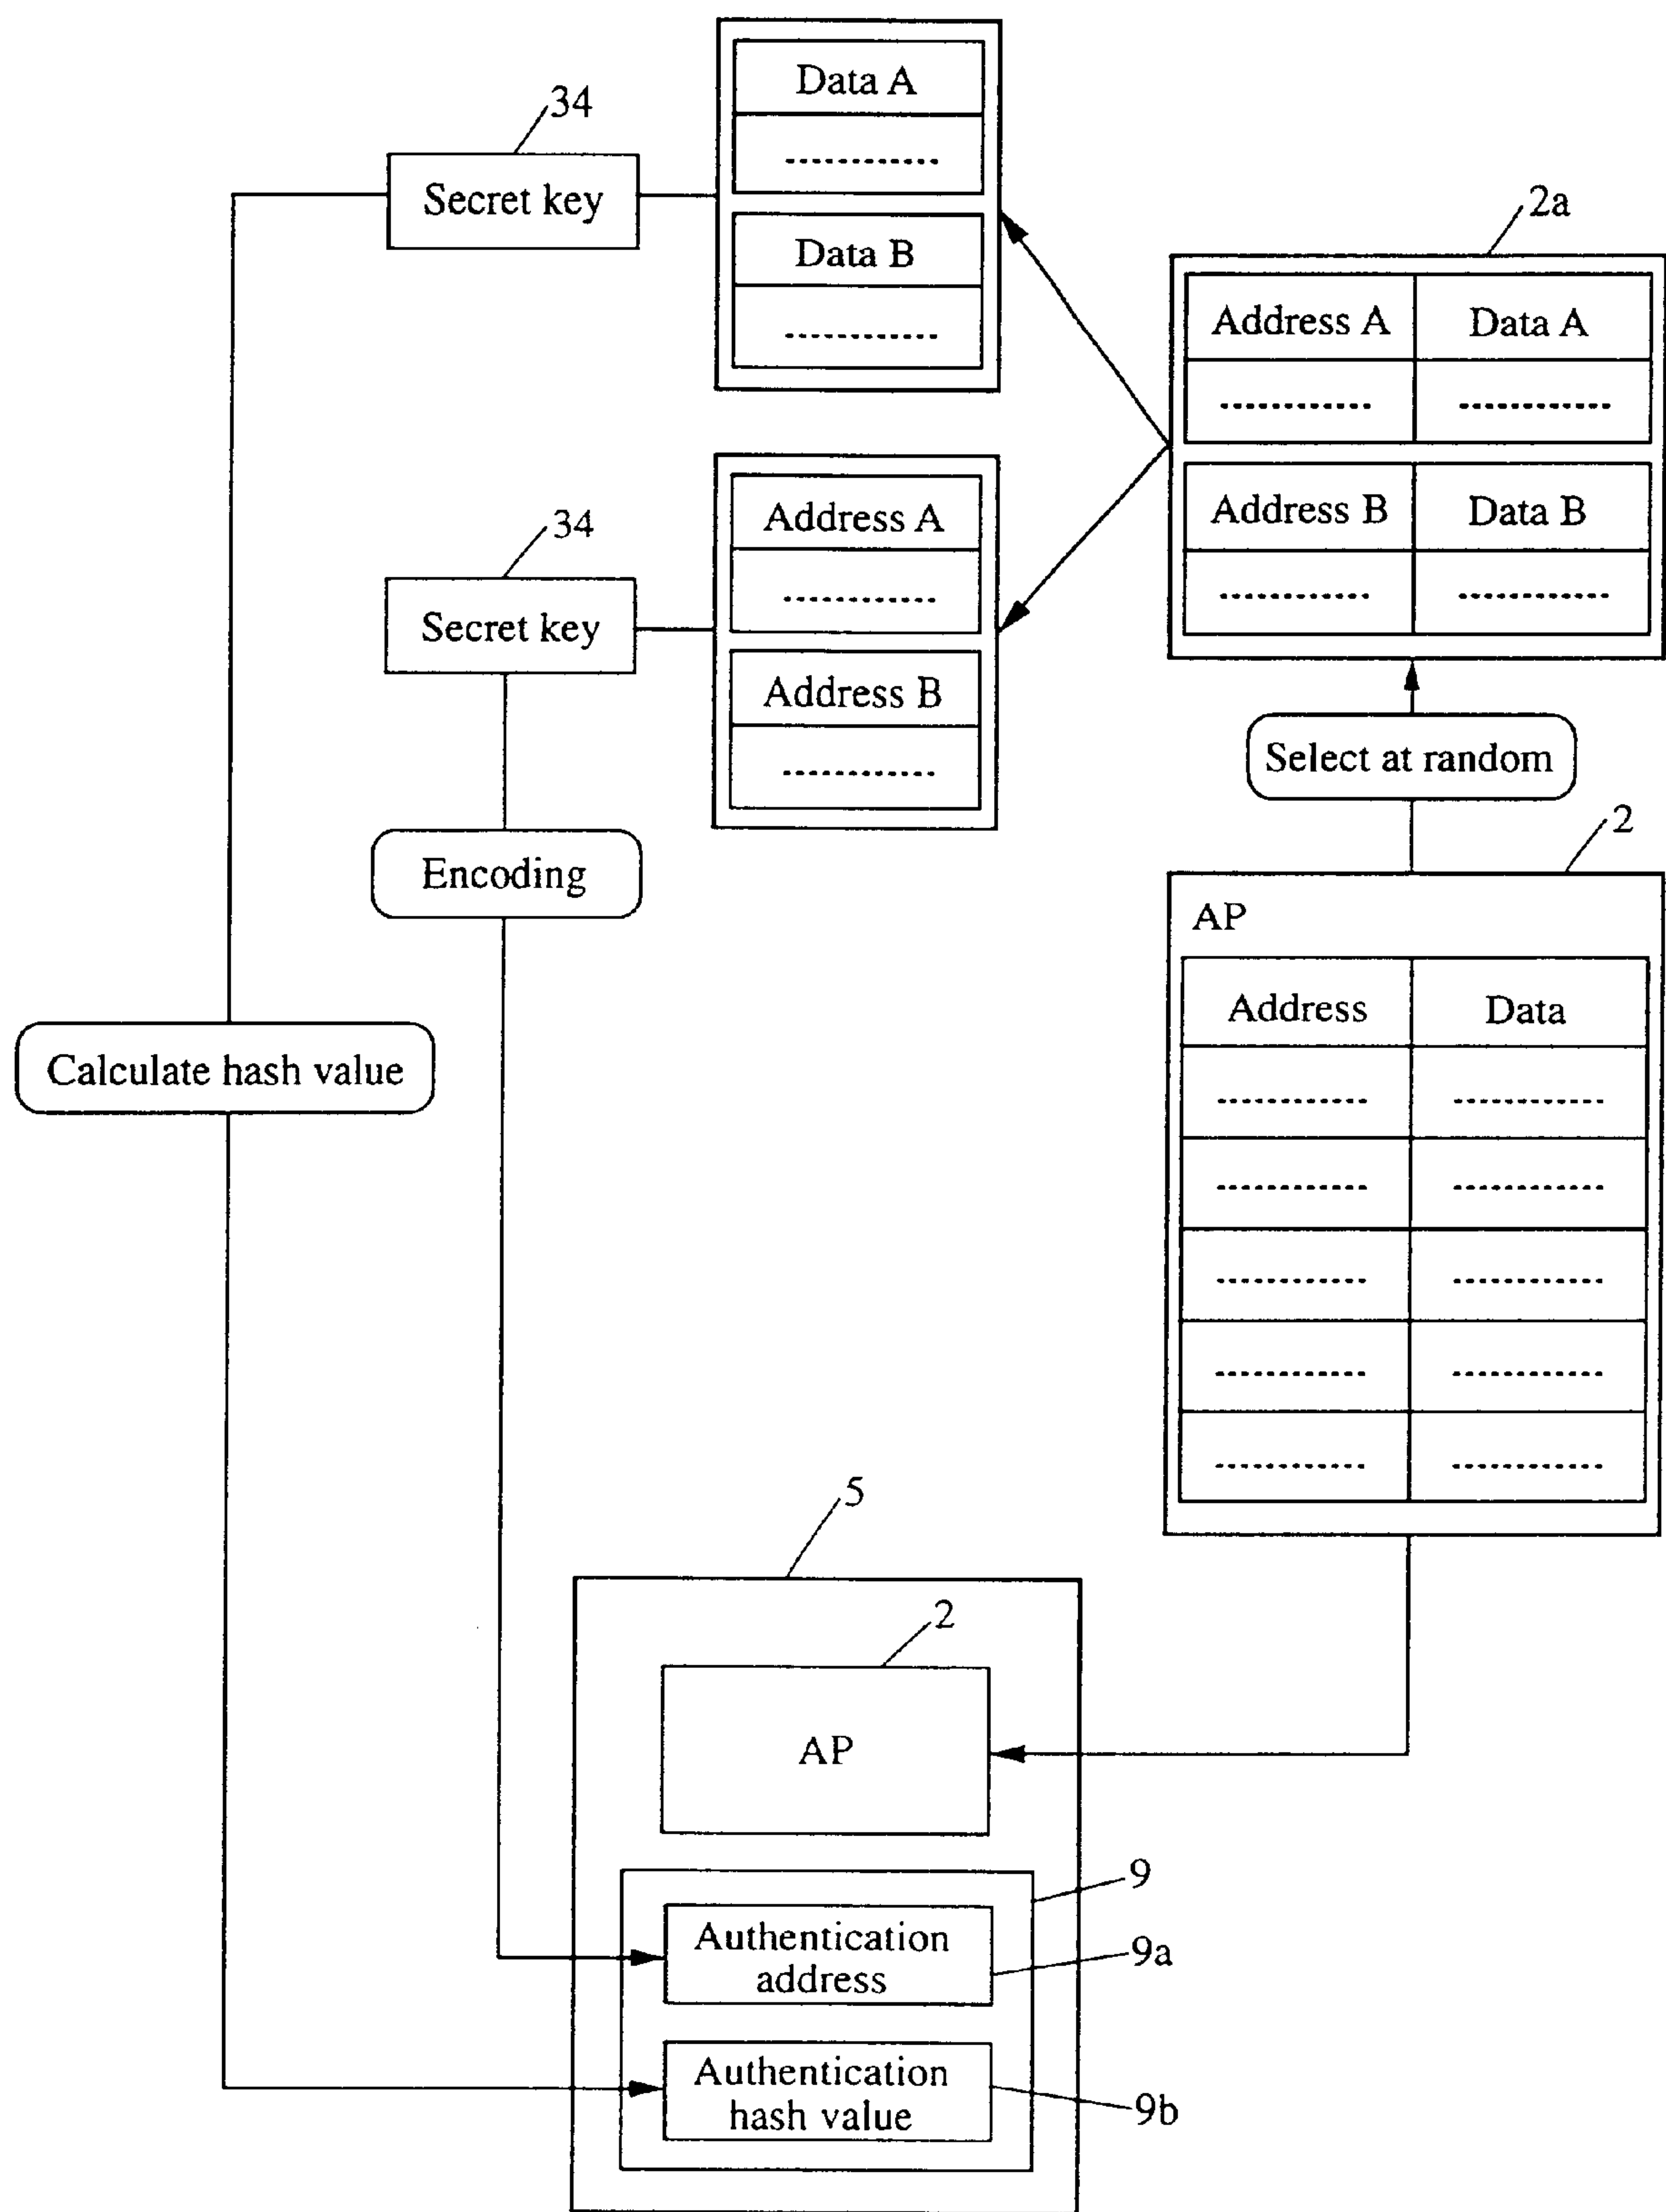 Data A
34
Secret key
Data B
2a
Address A Data A
Address B Data B
34
Address A
Secret key
Address B
Select at random
2
Encoding
AP
Address Data
Calculate hash value
5
2
AP
9
Authentication
address
9a
Authentication
hash value
9b